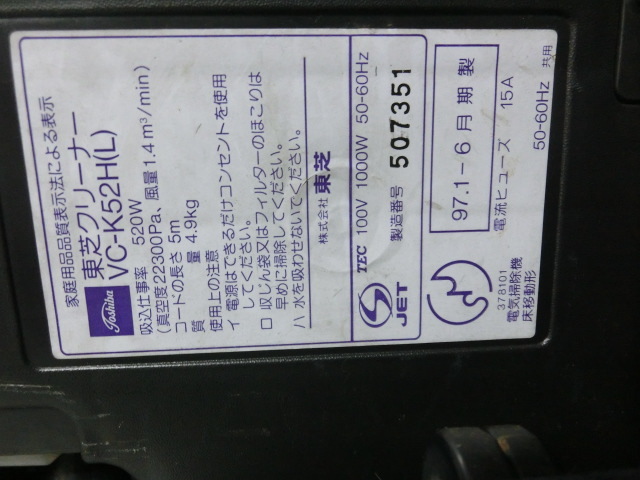 家庭用品品質表示法による表示
Toshiba
東芝クリーナー
VC-K52H(L)
吸込仕事率 520W
(真空度22300Pa、風量1.4m³/min)
コードの長さ 5m
質量 4.9kg
使用上の注意
イ 電源はできるだけコンセントを使用
してください。
ロ 収じん袋又はフィルターのほこりは
早めに掃除してください。
ハ 水を吸わせないでください。
株式会社 東芝
S JET
TEC 100V 1000W 50-60Hz
製造番号 507351
97.1-6月期製
電流ヒューズ 15A
378101
電気掃除機
床移動形
50-60Hz 共用